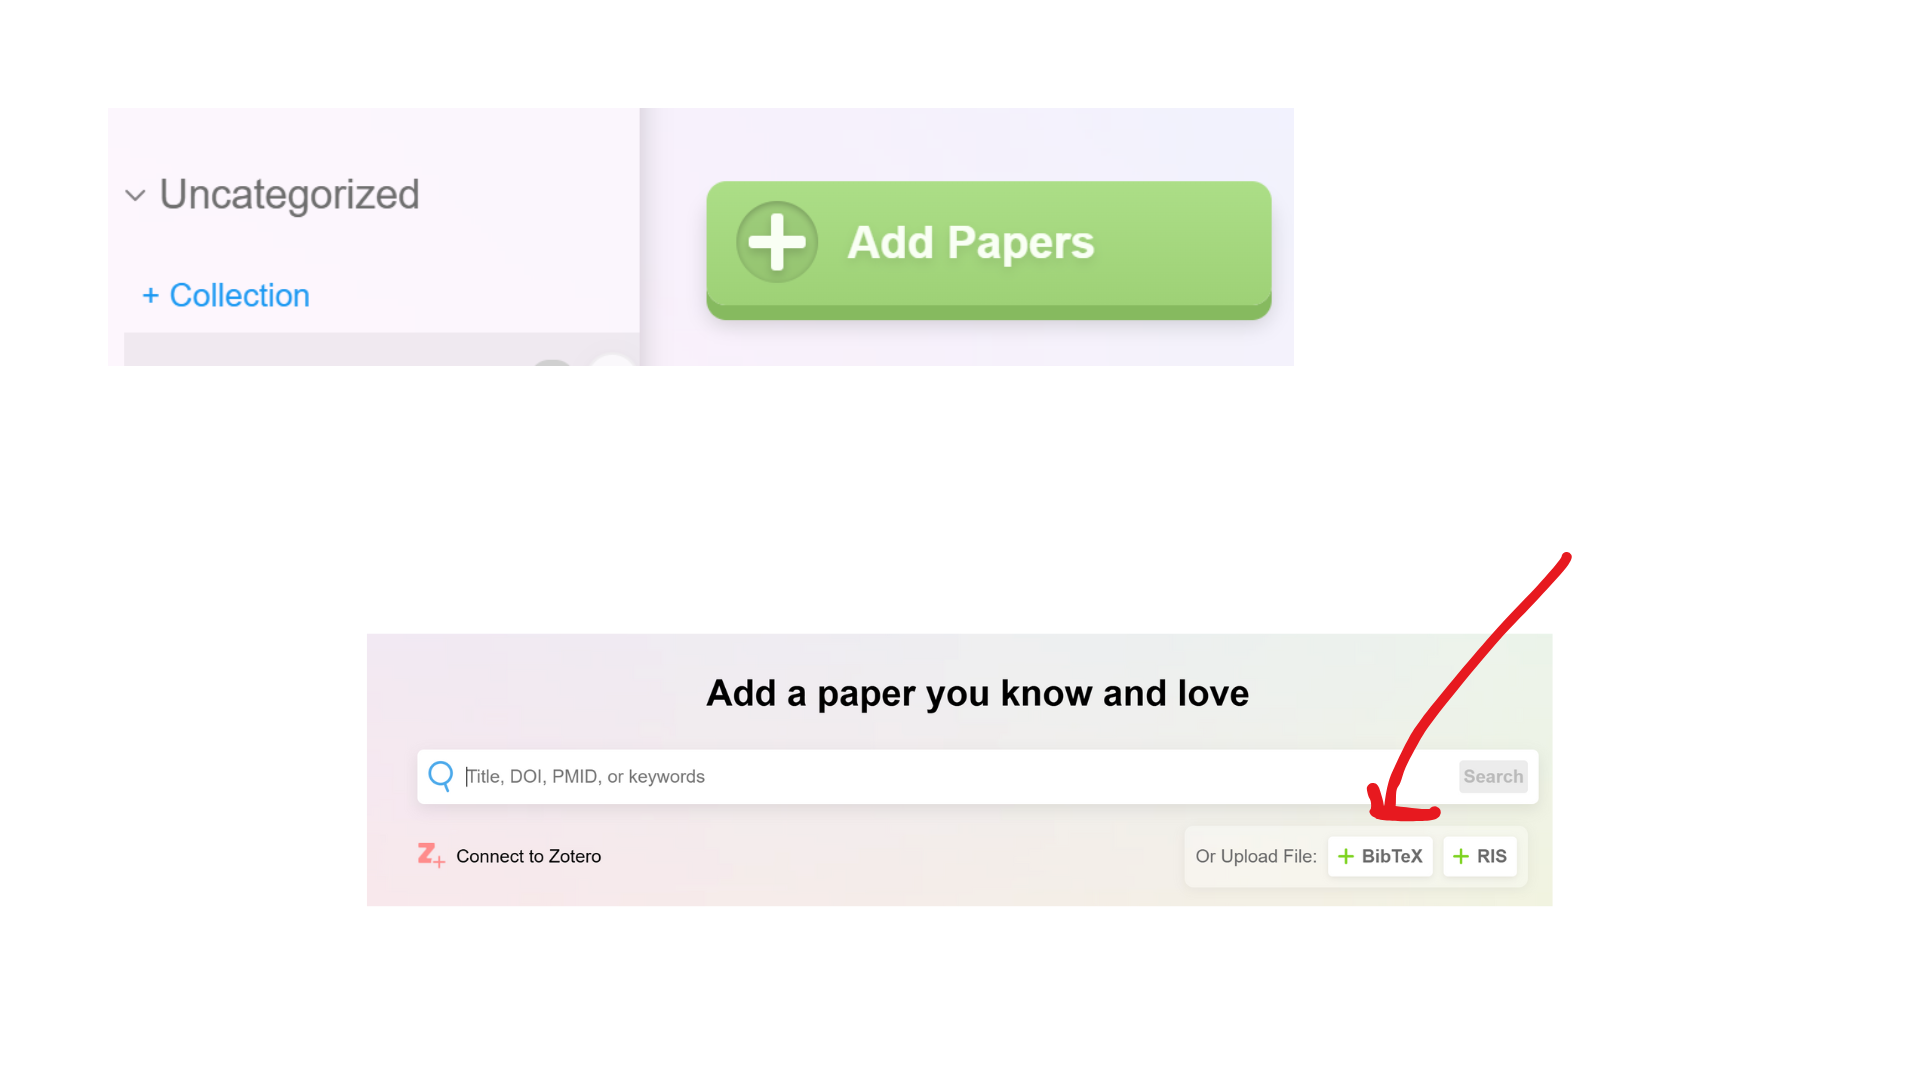 Uncategorized
+ Collection
Add Papers
Add a paper you know and love
Title, DOI, PMID, or keywords
Search
Z+ Connect to Zotero
Or Upload File: + BibTeX + RIS